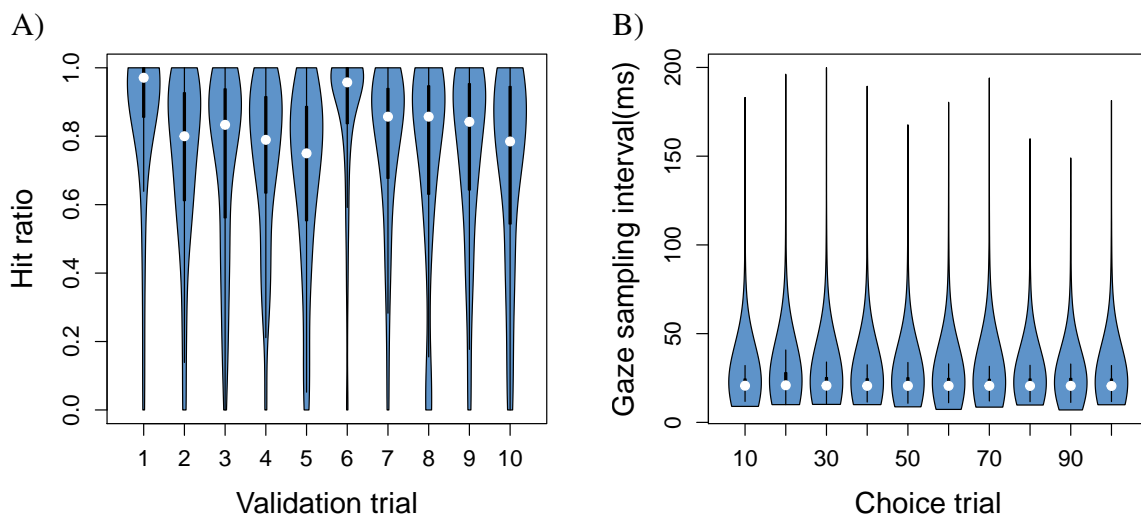 A)
Hit ratio
1.0
0.8
0.6
0.4
0.2
0.0
1 2 3 4 5 6 7 8 9 10
Validation trial
B)
Gaze sampling interval(ms)
200
150
100
50
0
10 30 50 70 90
Choice trial